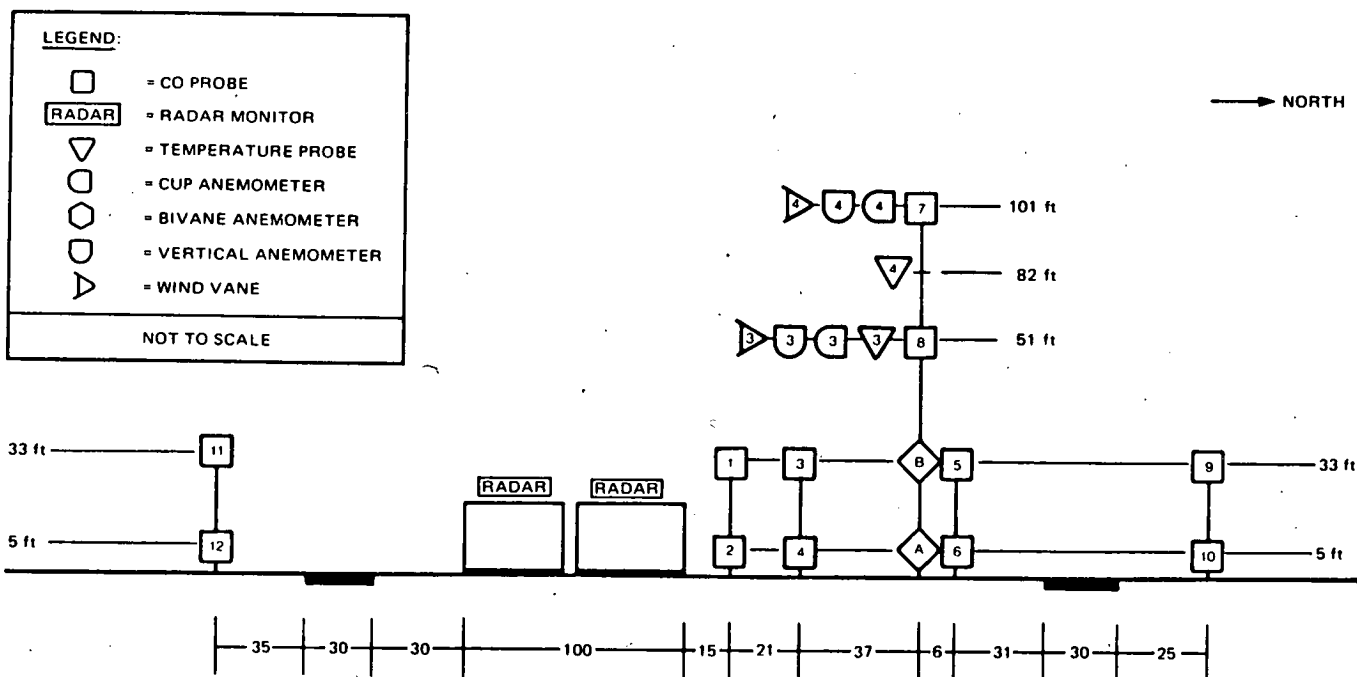 LEGEND:
= CO PROBE
RADAR = RADAR MONITOR
= TEMPERATURE PROBE
= CUP ANEMOMETER
= BIVANE ANEMOMETER
= VERTICAL ANEMOMETER
= WIND VANE
NOT TO SCALE
NORTH
4 4 4 7 101 ft
4 82 ft
3 3 3 3 8 51 ft
33 ft 11 1 3 B 5 9 33 ft
RADAR RADAR
5 ft 12 2 4 A 6 10 5 ft
35 30 30 100 15 21 37 6 31 30 25